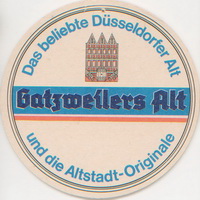 Das beliebte Düsseldorfer Alt
Gatzweilers Alt
und die Altstadt-Originale